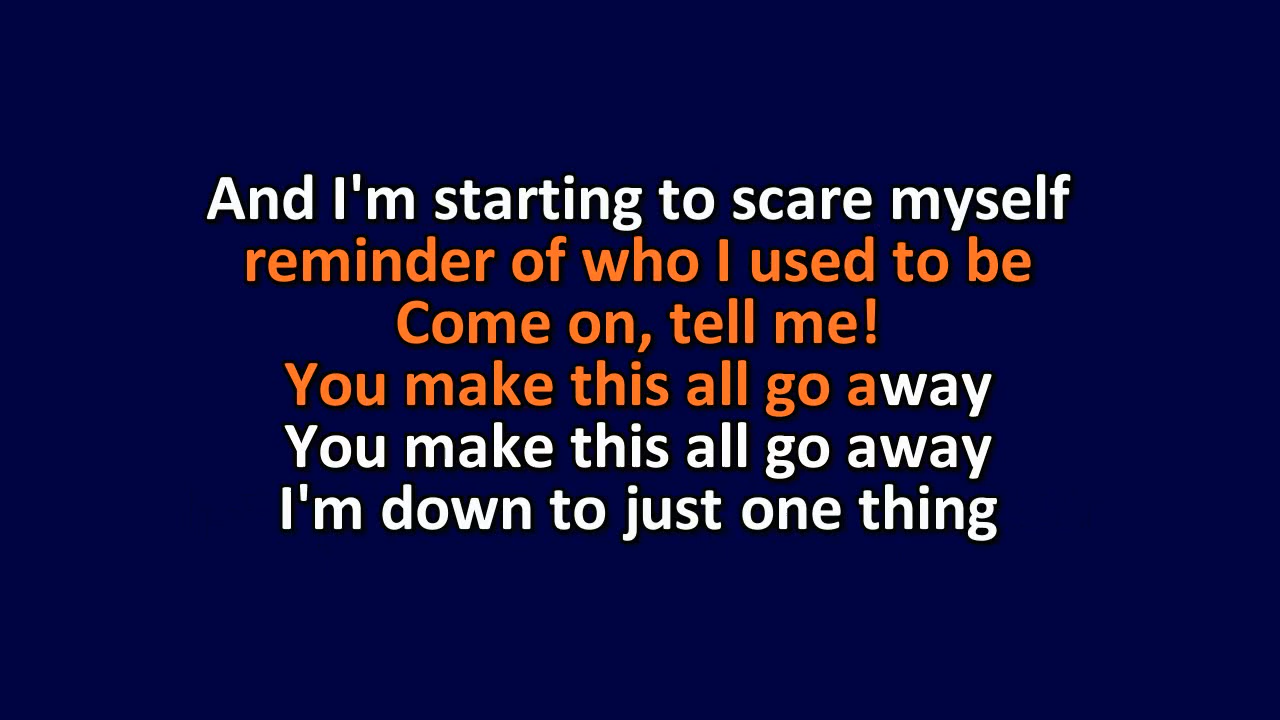 And I'm starting to scare myself
reminder of who I used to be
Come on, tell me!
You make this all go away
You make this all go away
I'm down to just one thing